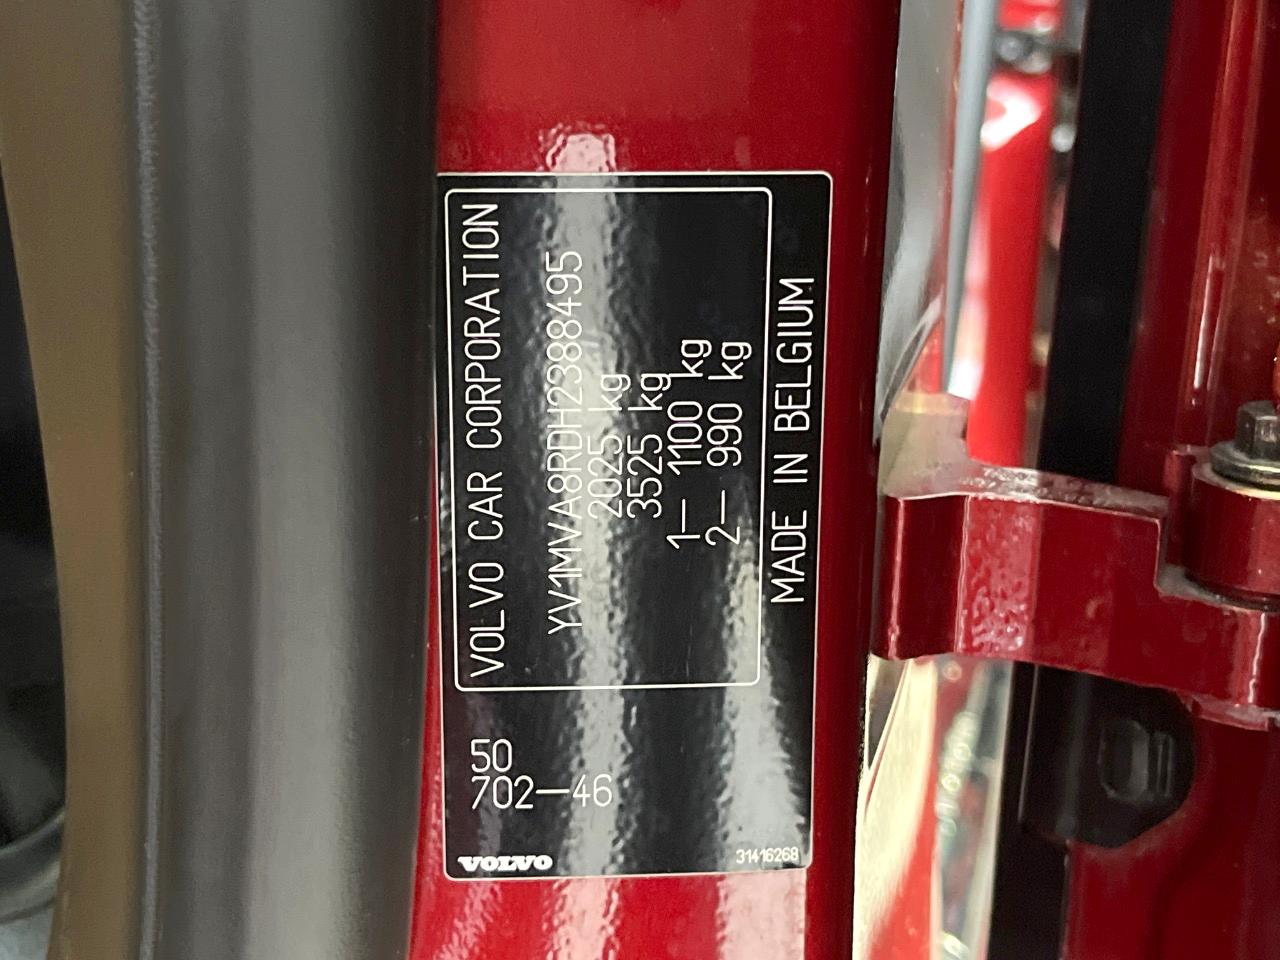 VOLVO CAR CORPORATION
YV1MVA8RDH2388495
2025 kg
3525 kg
1— 1100 kg
2— 990 kg
MADE IN BELGIUM
50
702—46
VOLVO
31416268